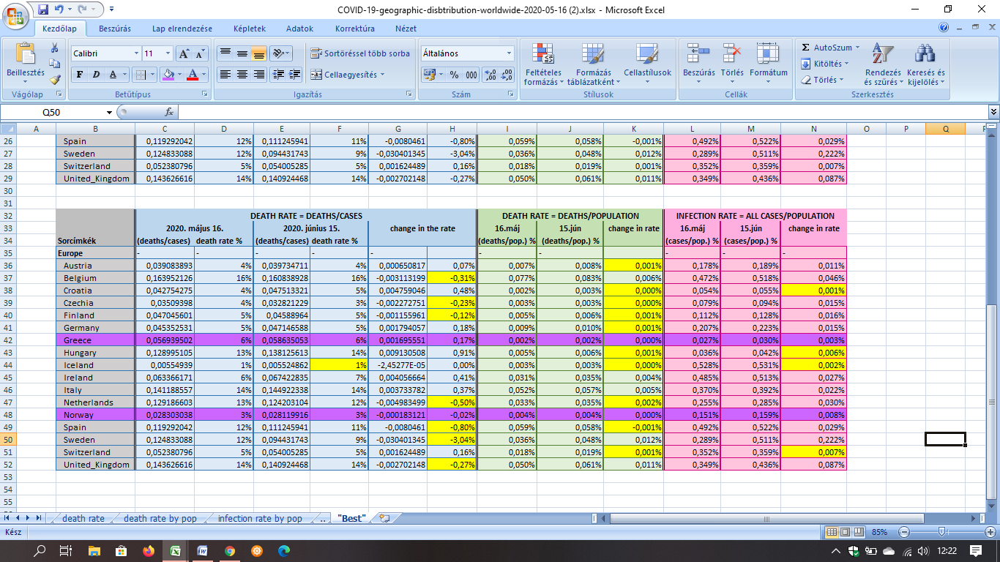 COVID-19-geographic-disbtribution-worldwide-2020-05-16 (2).xlsx - Microsoft Excel
Kezdőlap Beszúrás Lap elrendezése Képletek Adatok Korrektúra Nézet
Calibri 11 Sortöréssel több sorba Általános Σ AutoSzum
Beillesztés F D A A Cellaegyesítés % 000 Feltételes formázás Formázás táblázatként Cellastílusok Beszúrás Törlés Formátum Kitöltés Törlés Rendezés és szűrés Keresés és kijelölés
Vágólap Betűtípus Igazítás Szám Stílusok Cellák Szerkesztés
Q50 fx
A B C D E F G H I J K L M N O P Q
26 Spain 0,119292042 12% 0,111245941 11% -0,0080461 -0,80% 0,059% 0,058% -0,001% 0,492% 0,522% 0,029%
27 Sweden 0,124833088 12% 0,094431743 9% -0,030401345 -3,04% 0,036% 0,048% 0,012% 0,289% 0,511% 0,222%
28 Switzerland 0,052380796 5% 0,054005285 5% 0,001624489 0,16% 0,018% 0,019% 0,001% 0,352% 0,359% 0,007%
29 United_Kingdom 0,143626616 14% 0,140924468 14% -0,002702148 -0,27% 0,050% 0,061% 0,011% 0,349% 0,436% 0,087%
30
31
32 DEATH RATE = DEATHS/CASES DEATH RATE = DEATHS/POPULATION INFECTION RATE = ALL CASES/POPULATION
33 2020. május 16. 2020. június 15. change in the rate 16.máj 15.jún change in rate 16.máj 15.jún change in rate
34 Sorcímkék (deaths/cases) death rate % (deaths/cases) death rate % (deaths/pop.) % (deaths/pop.) % (cases/pop.) % (cases/pop.) %
35 Europe - - - - - - - - - -
36 Austria 0,039083893 4% 0,039734711 4% 0,000650817 0,07% 0,007% 0,008% 0,001% 0,178% 0,189% 0,011%
37 Belgium 0,163952126 16% 0,160838928 16% -0,003113199 -0,31% 0,077% 0,083% 0,006% 0,472% 0,518% 0,046%
38 Croatia 0,042754275 4% 0,047513321 5% 0,004759046 0,48% 0,002% 0,003% 0,000% 0,054% 0,055% 0,001%
39 Czechia 0,03509398 4% 0,032821229 3% -0,002272751 -0,23% 0,003% 0,003% 0,000% 0,079% 0,094% 0,015%
40 Finland 0,047045601 5% 0,04588964 5% -0,001155961 -0,12% 0,005% 0,006% 0,001% 0,112% 0,128% 0,016%
41 Germany 0,045352531 5% 0,047146588 5% 0,001794057 0,18% 0,009% 0,010% 0,001% 0,207% 0,223% 0,015%
42 Greece 0,056939502 6% 0,058635053 6% 0,001695551 0,17% 0,002% 0,002% 0,000% 0,027% 0,030% 0,003%
43 Hungary 0,128995105 13% 0,138125613 14% 0,009130508 0,91% 0,005% 0,006% 0,001% 0,036% 0,042% 0,006%
44 Iceland 0,00554939 1% 0,005524862 1% -2,45277E-05 0,00% 0,003% 0,003% 0,000% 0,528% 0,531% 0,002%
45 Ireland 0,063366171 6% 0,067422835 7% 0,004056664 0,41% 0,031% 0,035% 0,004% 0,485% 0,513% 0,027%
46 Italy 0,141188557 14% 0,144922338 14% 0,003733782 0,37% 0,052% 0,057% 0,005% 0,370% 0,392% 0,022%
47 Netherlands 0,129186603 13% 0,124203104 12% -0,004983499 -0,50% 0,033% 0,035% 0,002% 0,255% 0,285% 0,030%
48 Norway 0,028303038 3% 0,028119916 3% -0,000183121 -0,02% 0,004% 0,004% 0,000% 0,151% 0,159% 0,008%
49 Spain 0,119292042 12% 0,111245941 11% -0,0080461 -0,80% 0,059% 0,058% -0,001% 0,492% 0,522% 0,029%
50 Sweden 0,124833088 12% 0,094431743 9% -0,030401345 -3,04% 0,036% 0,048% 0,012% 0,289% 0,511% 0,222%
51 Switzerland 0,052380796 5% 0,054005285 5% 0,001624489 0,16% 0,018% 0,019% 0,001% 0,352% 0,359% 0,007%
52 United_Kingdom 0,143626616 14% 0,140924468 14% -0,002702148 -0,27% 0,050% 0,061% 0,011% 0,349% 0,436% 0,087%
53
54
55
death rate death rate by pop infection rate by pop .. "Best"
Kész 85%
12:22